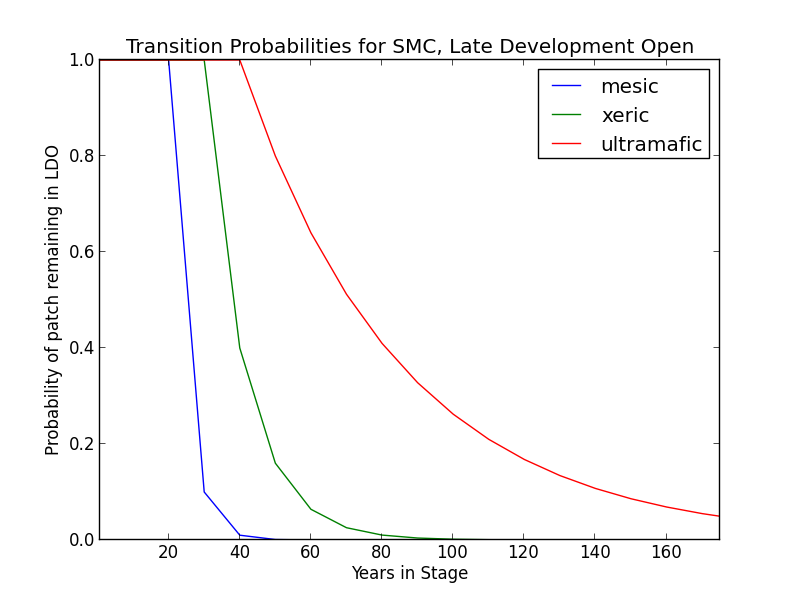 Transition Probabilities for SMC, Late Development Open
mesic
xeric
ultramafic
Probability of patch remaining in LDO
1.0
0.8
0.6
0.4
0.2
0.0
20 40 60 80 100 120 140 160
Years in Stage